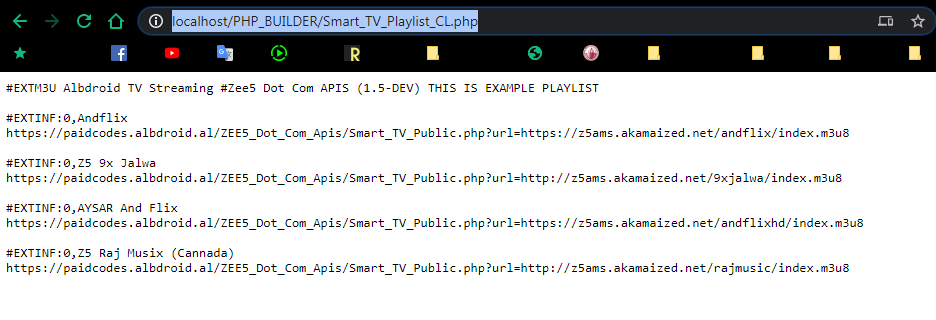 localhost/PHP_BUILDER/Smart_TV_Playlist_CL.php
R
#EXTM3U Albdroid TV Streaming #Zee5 Dot Com APIS (1.5-DEV) THIS IS EXAMPLE PLAYLIST
#EXTINF:0,Andflix
https://paidcodes.albdroid.al/ZEE5_Dot_Com_Apis/Smart_TV_Public.php?url=https://z5ams.akamaized.net/andflix/index.m3u8
#EXTINF:0,Z5 9x Jalwa
https://paidcodes.albdroid.al/ZEE5_Dot_Com_Apis/Smart_TV_Public.php?url=http://z5ams.akamaized.net/9xjalwa/index.m3u8
#EXTINF:0,AYSAR And Flix
https://paidcodes.albdroid.al/ZEE5_Dot_Com_Apis/Smart_TV_Public.php?url=https://z5ams.akamaized.net/andflixhd/index.m3u8
#EXTINF:0,Z5 Raj Musix (Cannada)
https://paidcodes.albdroid.al/ZEE5_Dot_Com_Apis/Smart_TV_Public.php?url=http://z5ams.akamaized.net/rajmusic/index.m3u8